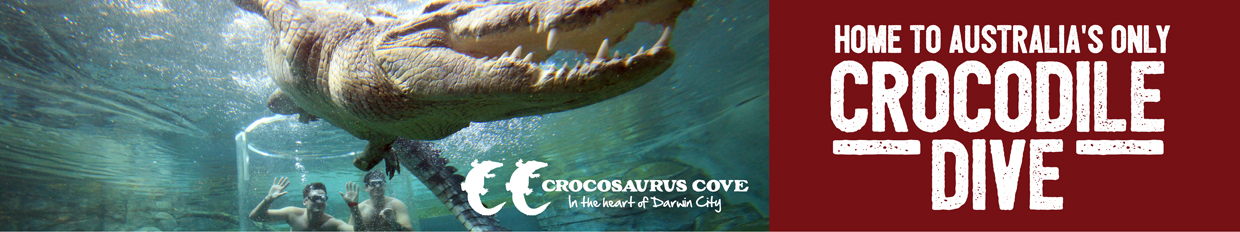 CROCOSAURUS COVE
In the heart of Darwin City
HOME TO AUSTRALIA'S ONLY
CROCODILE
DIVE